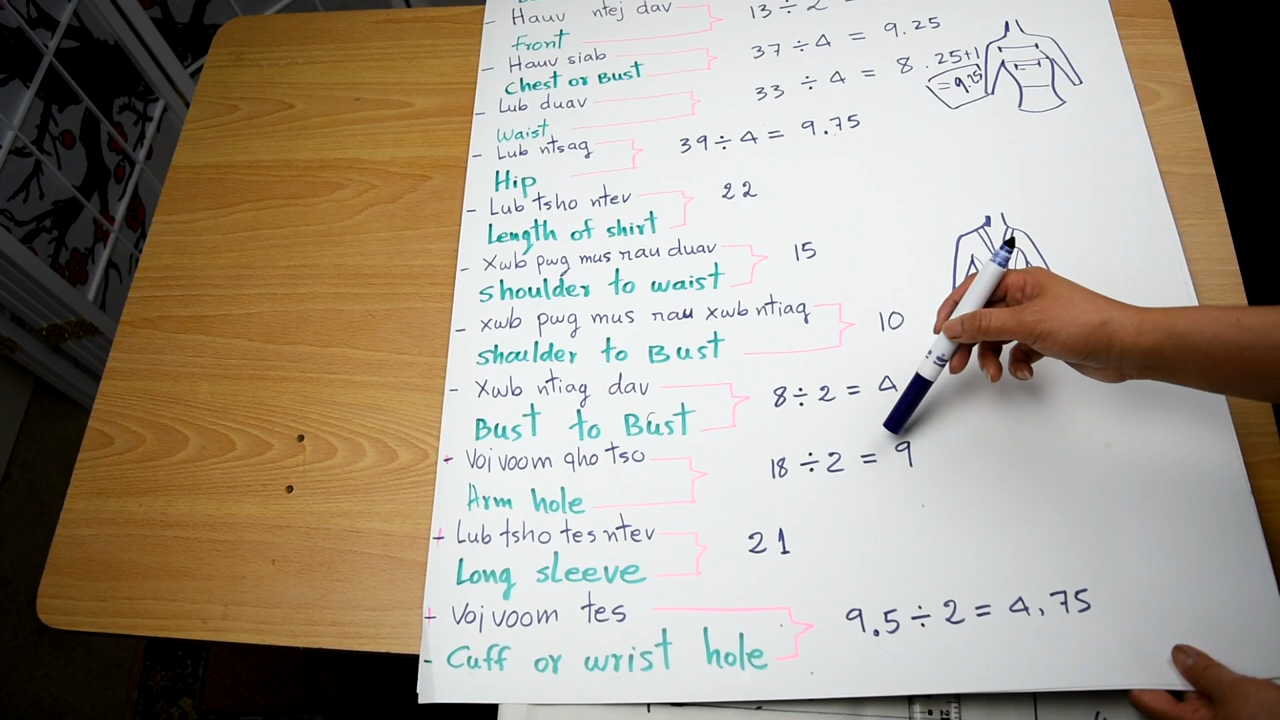 - Hauv ntej dav 13 ÷ 2
Front
- Hauv siab 37 ÷ 4 = 9.25
Chest or Bust
- Lub duav 33 ÷ 4 = 8.25+1
= 9.25
Waist
- Lub ntsag 39 ÷ 4 = 9.75
Hip
- Lub tsho ntev 22
Length of shirt
- Xwb pwg mus rau duav 15
shoulder to waist
- xwb pwg mus rau xwb ntiag 10
shoulder to Bust
- Xwb ntiag dav 8 ÷ 2 = 4
Bust to Bust
+ Voj voom qho tso 18 ÷ 2 = 9
Arm hole
+ Lub tsho tes ntev 21
Long sleeve
+ Voj voom tes 9.5 ÷ 2 = 4.75
- Cuff or wrist hole